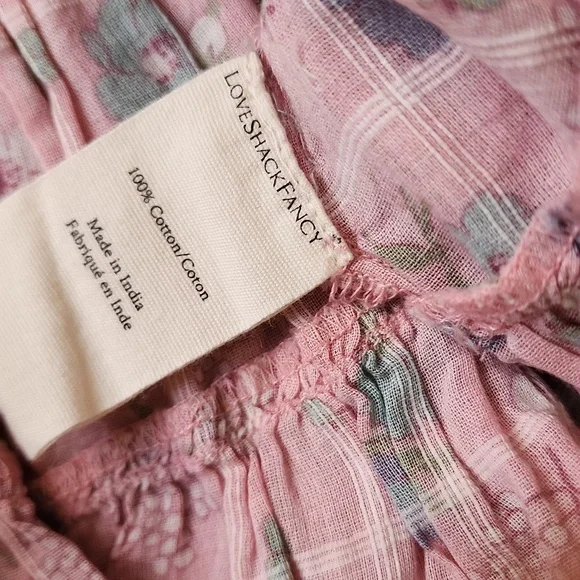 LoveShackFancy
100% Cotton/Coton
Made in India
Fabriqué en Inde